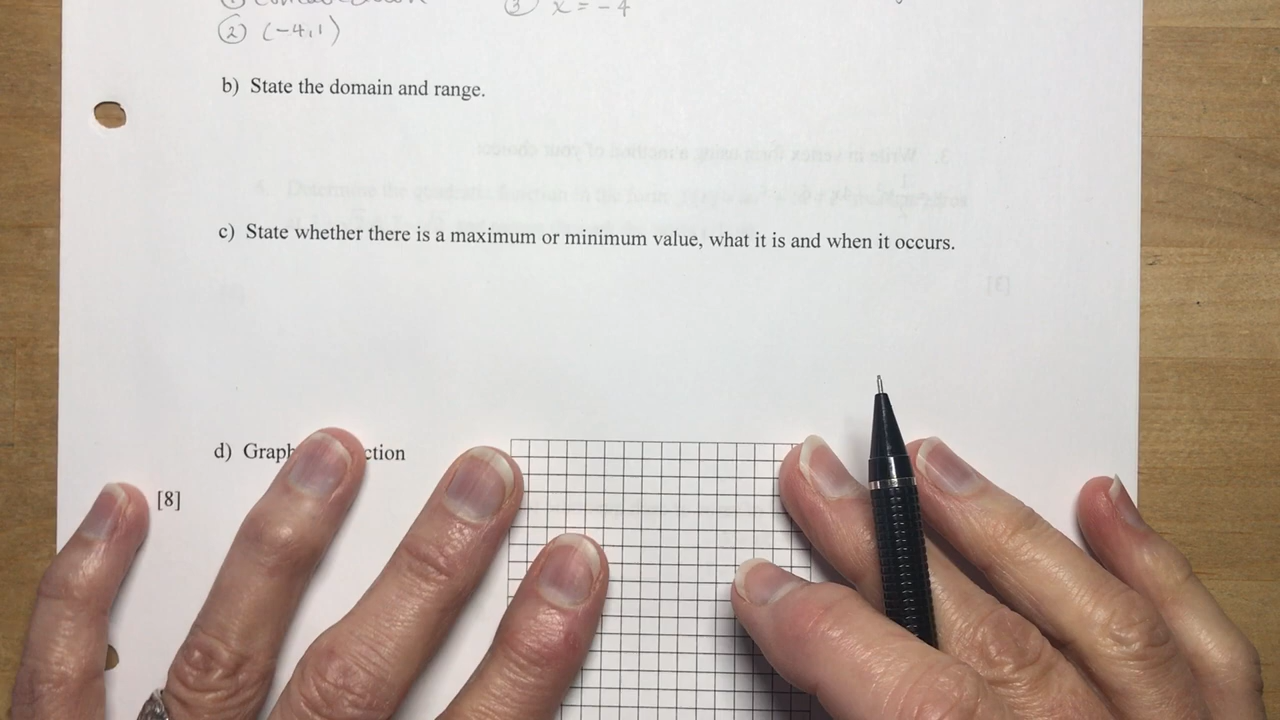 ③ x = -4
② (-4,1)
b) State the domain and range.
c) State whether there is a maximum or minimum value, what it is and when it occurs.
d) Graph ction
[8]